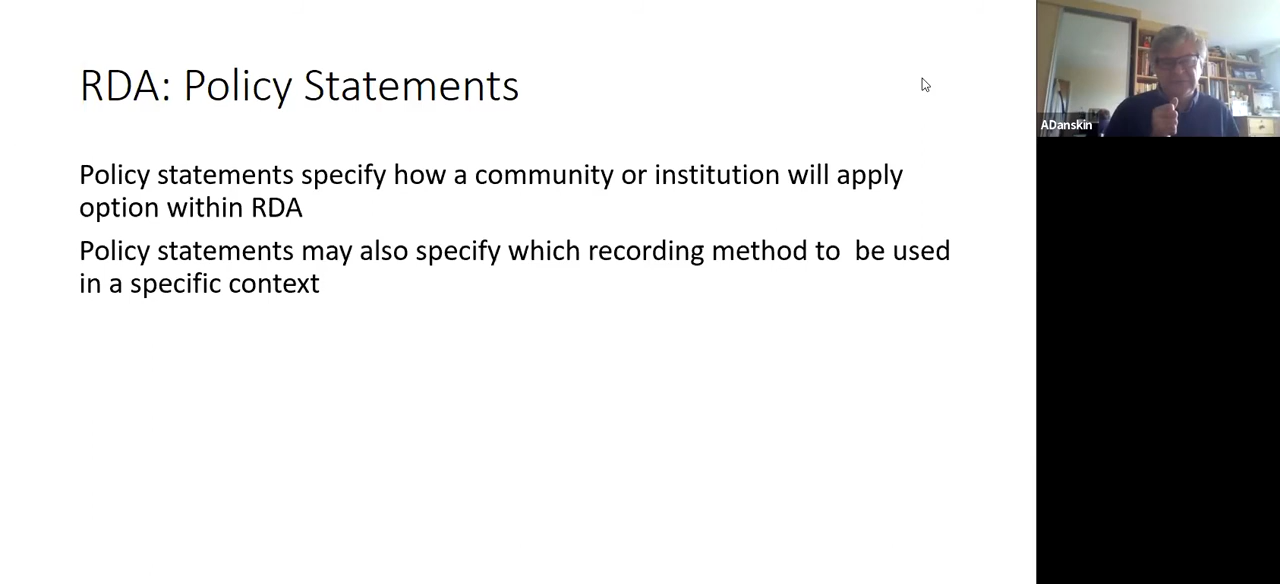 RDA: Policy Statements
Policy statements specify how a community or institution will apply
option within RDA
Policy statements may also specify which recording method to  be used
in a specific context
ADanskin